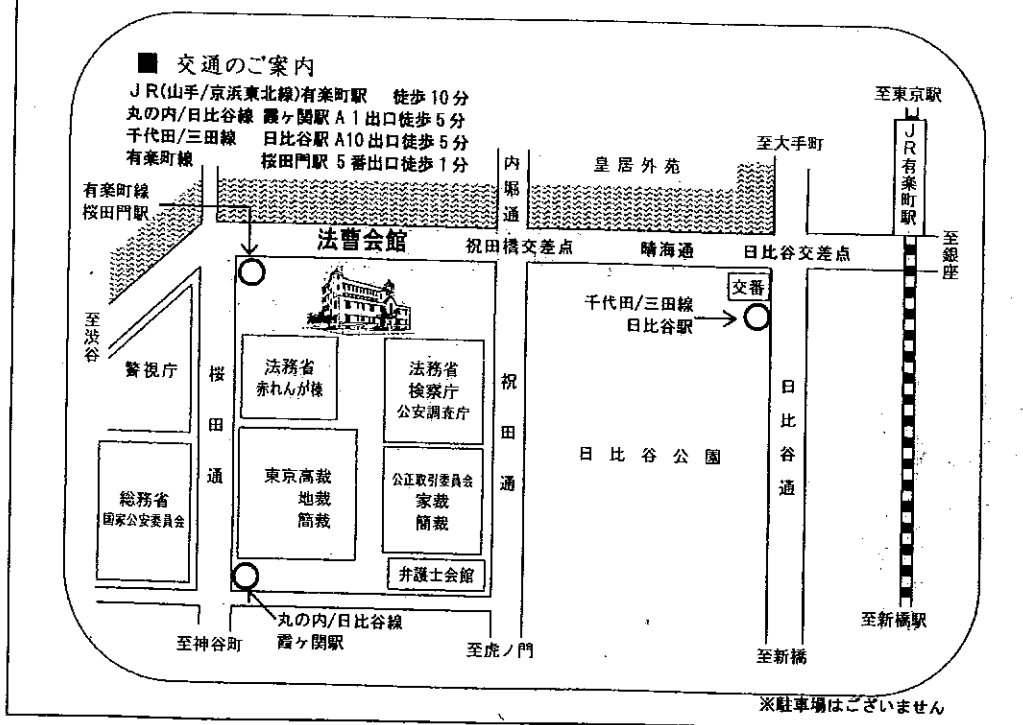 ■ 交通のご案内
JR(山手/京浜東北線)有楽町駅 徒歩10分
丸の内/日比谷線 霞ヶ関駅A1出口徒歩5分
千代田/三田線 日比谷駅A10出口徒歩5分
有楽町線 桜田門駅5番出口徒歩1分
至東京駅
JR有楽町駅
至大手町
内堀通
皇居外苑
有楽町線
桜田門駅
法曹会館
祝田橋交差点
晴海通
日比谷交差点
至銀座
交番
千代田/三田線
日比谷駅
至渋谷
警視庁
桜田通
法務省
赤れんが棟
法務省
検察庁
公安調査庁
祝田通
日比谷公園
日比谷通
東京高裁
地裁
簡裁
公正取引委員会
家裁
簡裁
総務省
国家公安委員会
弁護士会館
丸の内/日比谷線
霞ヶ関駅
至神谷町
至虎ノ門
至新橋
至新橋駅
※駐車場はございません